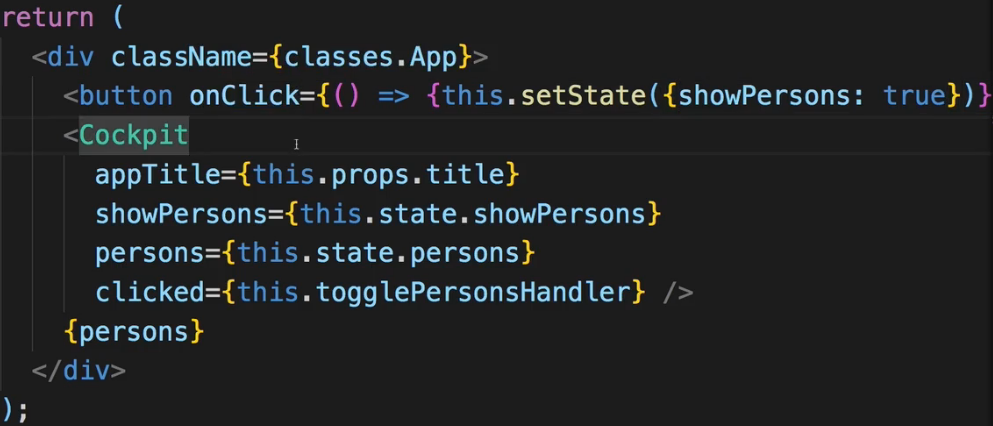 return (
<div className={classes.App}>
<button onClick={() => {this.setState({showPersons: true})}
<Cockpit
appTitle={this.props.title}
showPersons={this.state.showPersons}
persons={this.state.persons}
clicked={this.togglePersonsHandler} />
{persons}
</div>
);